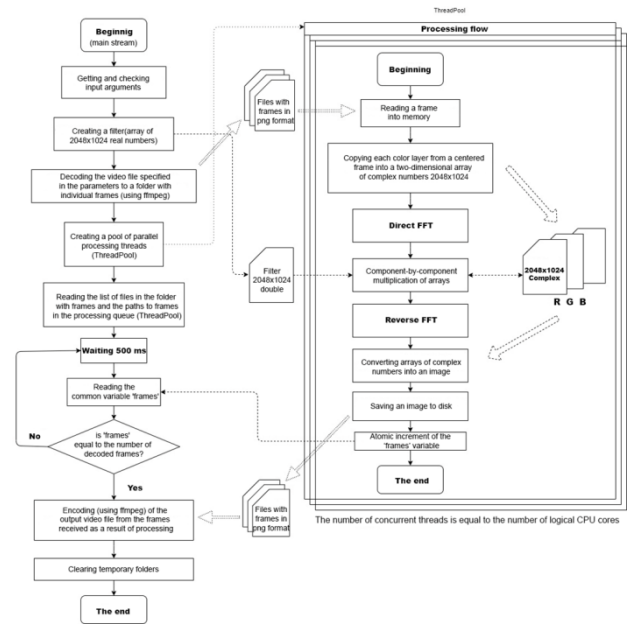 ThreadPool
Processing flow
Beginnig
(main stream)
Getting and checking
input arguments
Creating a filter(array of
2048x1024 real numbers)
Decoding the video file specified
in the parameters to a folder with
individual frames (using ffmpeg)
Creating a pool of parallel
processing threads
(ThreadPool)
Reading the list of files in the folder
with frames and the paths to frames
in the processing queue (ThreadPool)
Waiting 500 ms
Reading the
common variable 'frames'
is 'frames'
equal to the number of
decoded frames?
No
Yes
Encoding (using ffmpeg) of the
output video file from the frames
received as a result of processing
Clearing temporary folders
The end
Files with
frames in
png format
Filter
2048x1024
double
Files with
frames in
png format
Beginning
Reading a frame
into memory
Copying each color layer from a centered
frame into a two-dimensional array
of complex numbers 2048x1024
Direct FFT
Component-by-component
multiplication of arrays
Reverse FFT
Converting arrays of complex
numbers into an image
Saving an image to disk
Atomic increment of the
'frames' variable
The end
2048x1024
Complex
R G B
The number of concurrent threads is equal to the number of logical CPU cores